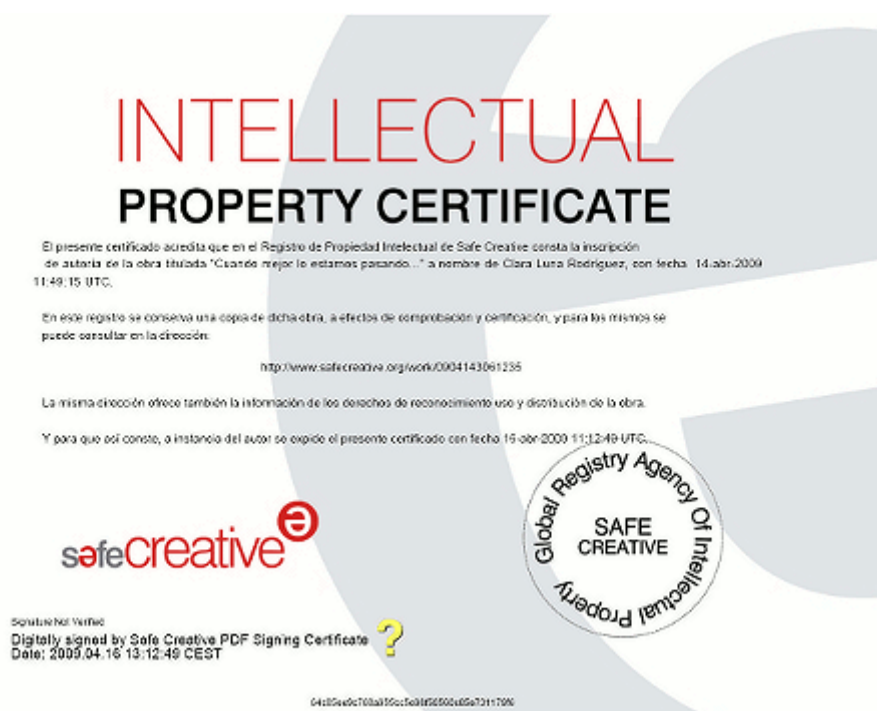 INTELLECTUAL
PROPERTY CERTIFICATE
El presente certificado acredita que en el Registro de Propiedad Intelectual de Safe Creative consta la inscripción
de autoria de la obra titulada "Cuando mejor lo estamos pasando..." a nombre de Clara Luna Rodriguez, con fecha 14-abr-2009
11:49:15 UTC.
En este registro se conserva una copia de dicha obra, a efectos de comprobación y certificación, y para los mismos se
puede consultar en la dirección:
http://www.safecreative.org/work/0904143061235
La misma dirección ofrece también la información de los derechos de reconocimiento uso y distribución de la obra.
Y para que así conste, a instancia del autor se expide el presente certificado con fecha 16-abr-2009 11:12:49 UTC.
safeCreative
Global Registry Agency Of Intellectual Property
SAFE
CREATIVE
Signature Not Verified
Digitally signed by Safe Creative PDF Signing Certificate
Date: 2009.04.16 13:12:49 CEST
?